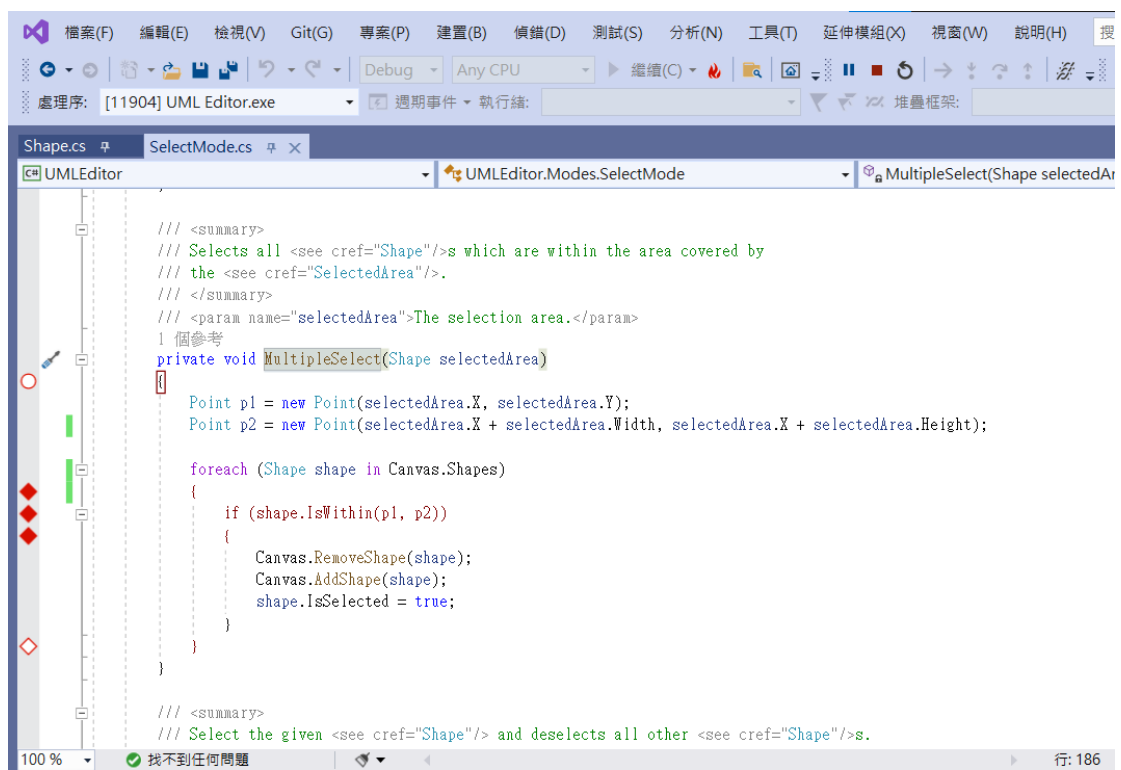 檔案(F) 編輯(E) 檢視(V) Git(G) 專案(P) 建置(B) 偵錯(D) 測試(S) 分析(N) 工具(T) 延伸模組(X) 視窗(W) 說明(H) 搜
Debug Any CPU 繼續(C)
處理序: [11904] UML Editor.exe 週期事件 執行緒: 堆疊框架:
Shape.cs SelectMode.cs
C# UMLEditor UMLEditor.Modes.SelectMode MultipleSelect(Shape selectedAr
/// <summary>
/// Selects all <see cref="Shape"/>s which are within the area covered by
/// the <see cref="SelectedArea"/>.
/// </summary>
/// <param name="selectedArea">The selection area.</param>
1 個參考
private void MultipleSelect(Shape selectedArea)
{
Point p1 = new Point(selectedArea.X, selectedArea.Y);
Point p2 = new Point(selectedArea.X + selectedArea.Width, selectedArea.X + selectedArea.Height);
foreach (Shape shape in Canvas.Shapes)
{
if (shape.IsWithin(p1, p2))
{
Canvas.RemoveShape(shape);
Canvas.AddShape(shape);
shape.IsSelected = true;
}
}
}
/// <summary>
/// Select the given <see cref="Shape"/> and deselects all other <see cref="Shape"/>s.
100 % 找不到任何問題 行: 186